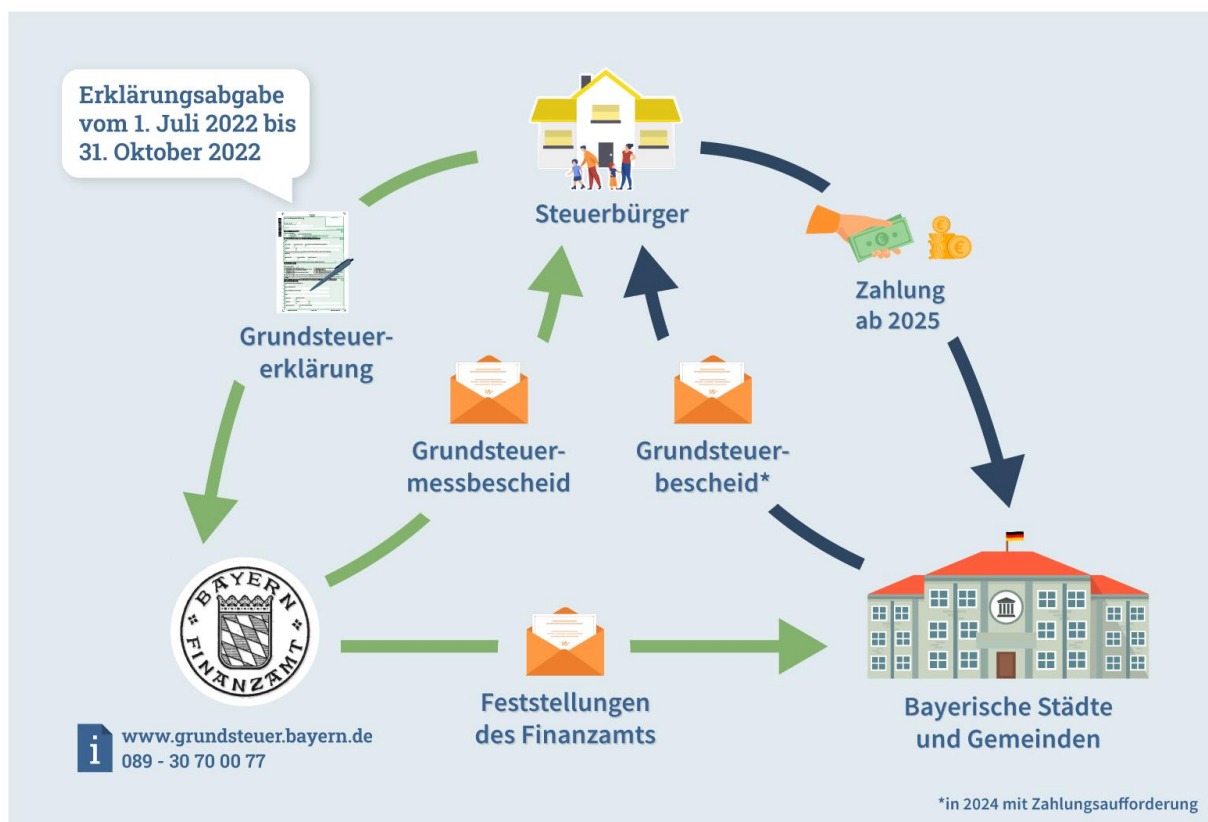 Erklärungsabgabe
vom 1. Juli 2022 bis
31. Oktober 2022
Steuerbürger
Zahlung
ab 2025
Grundsteuer-
erklärung
Grundsteuer-
messbescheid
Grundsteuer-
bescheid*
BAYERN
FINANZAMT
Feststellungen
des Finanzamts
Bayerische Städte
und Gemeinden
i
www.grundsteuer.bayern.de
089 - 30 70 00 77
*in 2024 mit Zahlungsaufforderung